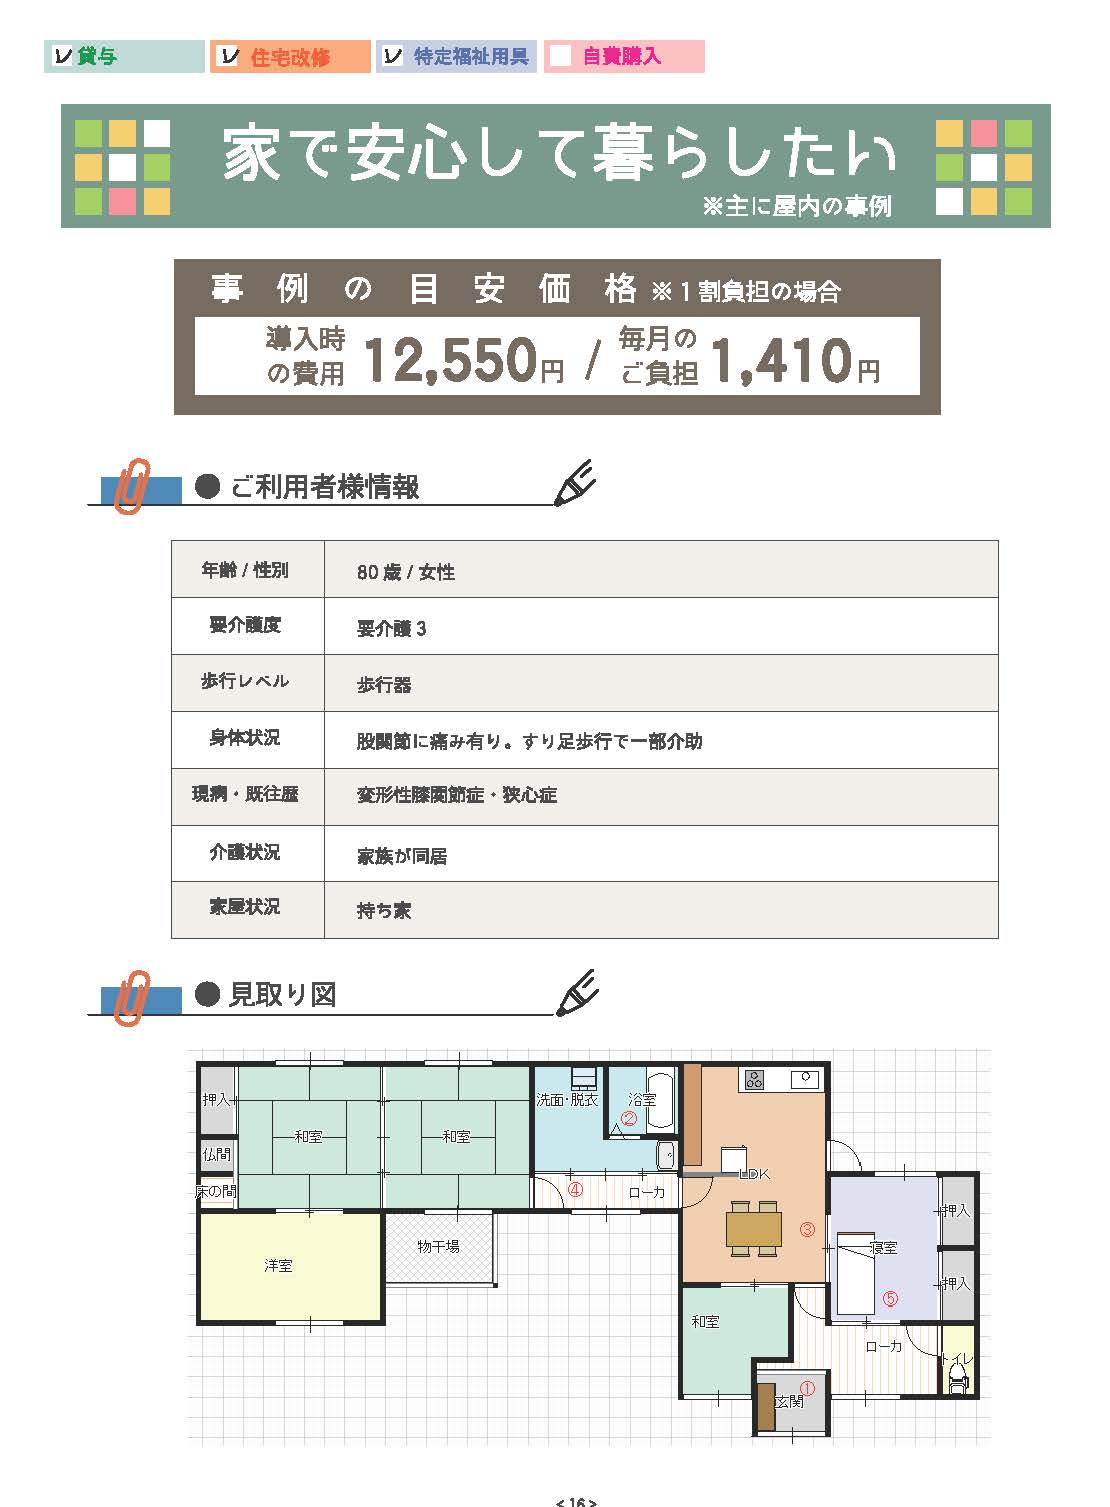 貸与
住宅改修
特定福祉用具
自費購入
家で安心して暮らしたい
※主に屋内の事例
事例の目安価格 ※1割負担の場合
導入時の費用 12,550円 / 毎月のご負担 1,410円
● ご利用者様情報
年齢 / 性別 80 歳 / 女性
要介護度 要介護 3
歩行レベル 歩行器
身体状況 股関節に痛み有り。すり足歩行で一部介助
現病・既往歴 変形性膝関節症・狭心症
介護状況 家族が同居
家屋状況 持ち家
● 見取り図
押入
和室
和室
洗面・脱衣
浴室
②
仏間
LDK
床の間
④
ローカ
押入
物干場
③
寝室
洋室
押入
⑤
和室
ローカ
トイレ
①
玄関
< 16 >